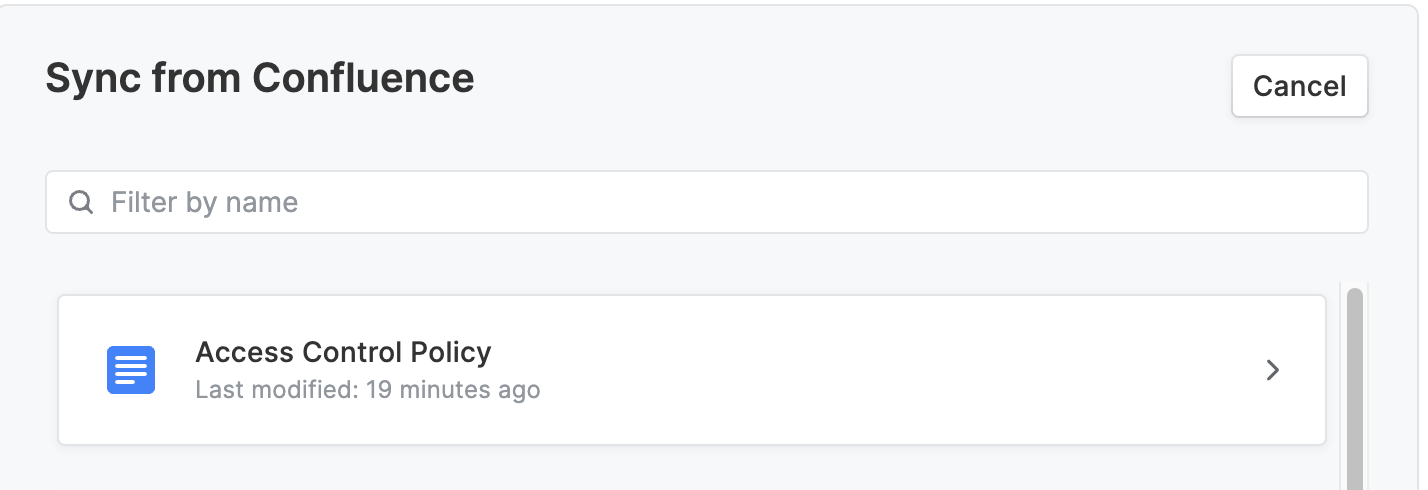 Sync from Confluence
Cancel
Filter by name
Access Control Policy
Last modified: 19 minutes ago